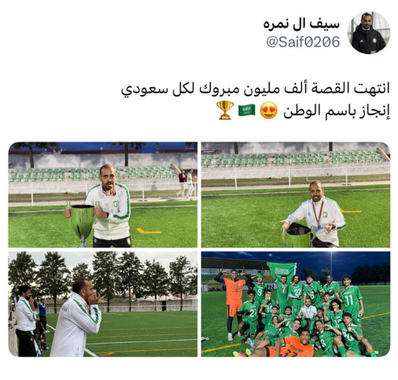 سيف ال نمره
@Saif0206
انتهت القصة ألف مليون مبروك لكل سعودي
إنجاز باسم الوطن 😍🇸🇦🏆